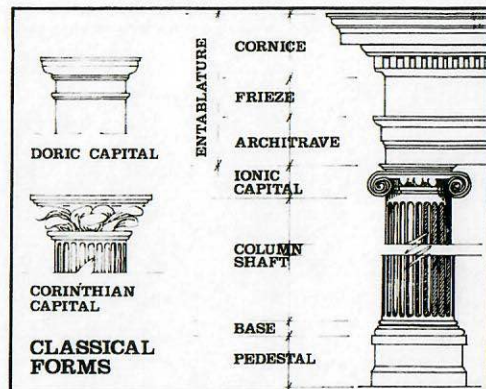 DORIC CAPITAL
CORINTHIAN
CAPITAL
CLASSICAL
FORMS
ENTABLATURE
CORNICE
FRIEZE
ARCHITRAVE
IONIC
CAPITAL
COLUMN
SHAFT
BASE
PEDESTAL